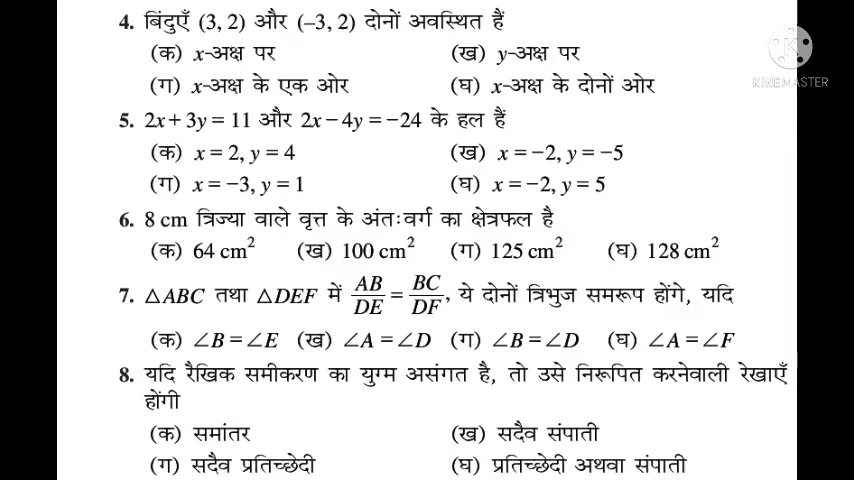 4. बिंदुएँ (3, 2) और (–3, 2) दोनों अवस्थित हैं
(क) x-अक्ष पर (ख) y-अक्ष पर
(ग) x-अक्ष के एक ओर (घ) x-अक्ष के दोनों ओर
5. 2x + 3y = 11 और 2x – 4y = –24 के हल हैं
(क) x = 2, y = 4 (ख) x = –2, y = –5
(ग) x = –3, y = 1 (घ) x = –2, y = 5
6. 8 cm त्रिज्या वाले वृत्त के अंतःवर्ग का क्षेत्रफल है
(क) 64 cm² (ख) 100 cm² (ग) 125 cm² (घ) 128 cm²
7. △ABC तथा △DEF में AB/DE = BC/DF, ये दोनों त्रिभुज समरूप होंगे, यदि
(क) ∠B = ∠E (ख) ∠A = ∠D (ग) ∠B = ∠D (घ) ∠A = ∠F
8. यदि रैखिक समीकरण का युग्म असंगत है, तो उसे निरूपित करनेवाली रेखाएँ
होंगी
(क) समांतर (ख) सदैव संपाती
(ग) सदैव प्रतिच्छेदी (घ) प्रतिच्छेदी अथवा संपाती
KINEMASTER